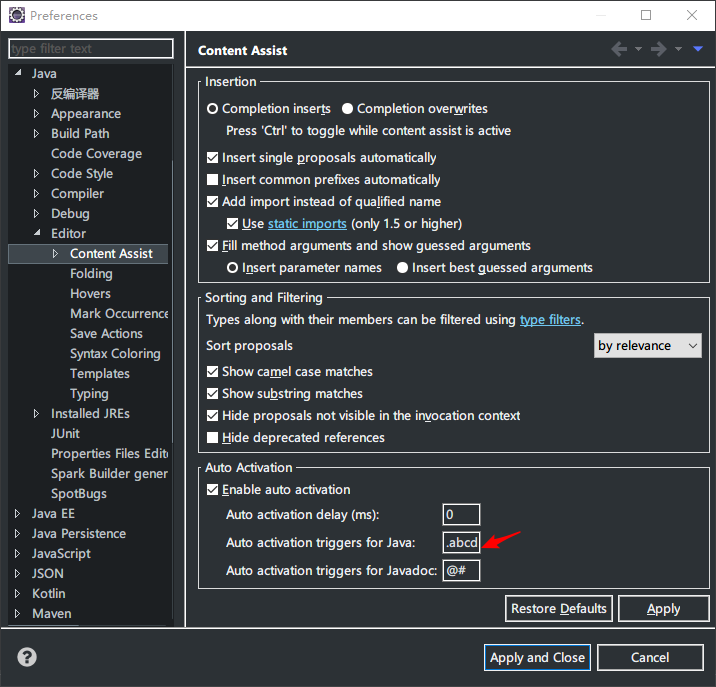 Preferences
type filter text
Java
反编译器
Appearance
Build Path
Code Coverage
Code Style
Compiler
Debug
Editor
Content Assist
Folding
Hovers
Mark Occurrence
Save Actions
Syntax Coloring
Templates
Typing
Installed JREs
JUnit
Properties Files Edit
Spark Builder gener
SpotBugs
Java EE
Java Persistence
JavaScript
JSON
Kotlin
Maven
Content Assist
Insertion
Completion inserts Completion overwrites
Press 'Ctrl' to toggle while content assist is active
Insert single proposals automatically
Insert common prefixes automatically
Add import instead of qualified name
Use static imports (only 1.5 or higher)
Fill method arguments and show guessed arguments
Insert parameter names Insert best guessed arguments
Sorting and Filtering
Types along with their members can be filtered using type filters.
Sort proposals by relevance
Show camel case matches
Show substring matches
Hide proposals not visible in the invocation context
Hide deprecated references
Auto Activation
Enable auto activation
Auto activation delay (ms): 0
Auto activation triggers for Java: .abcd
Auto activation triggers for Javadoc: @#
Restore Defaults Apply
? Apply and Close Cancel